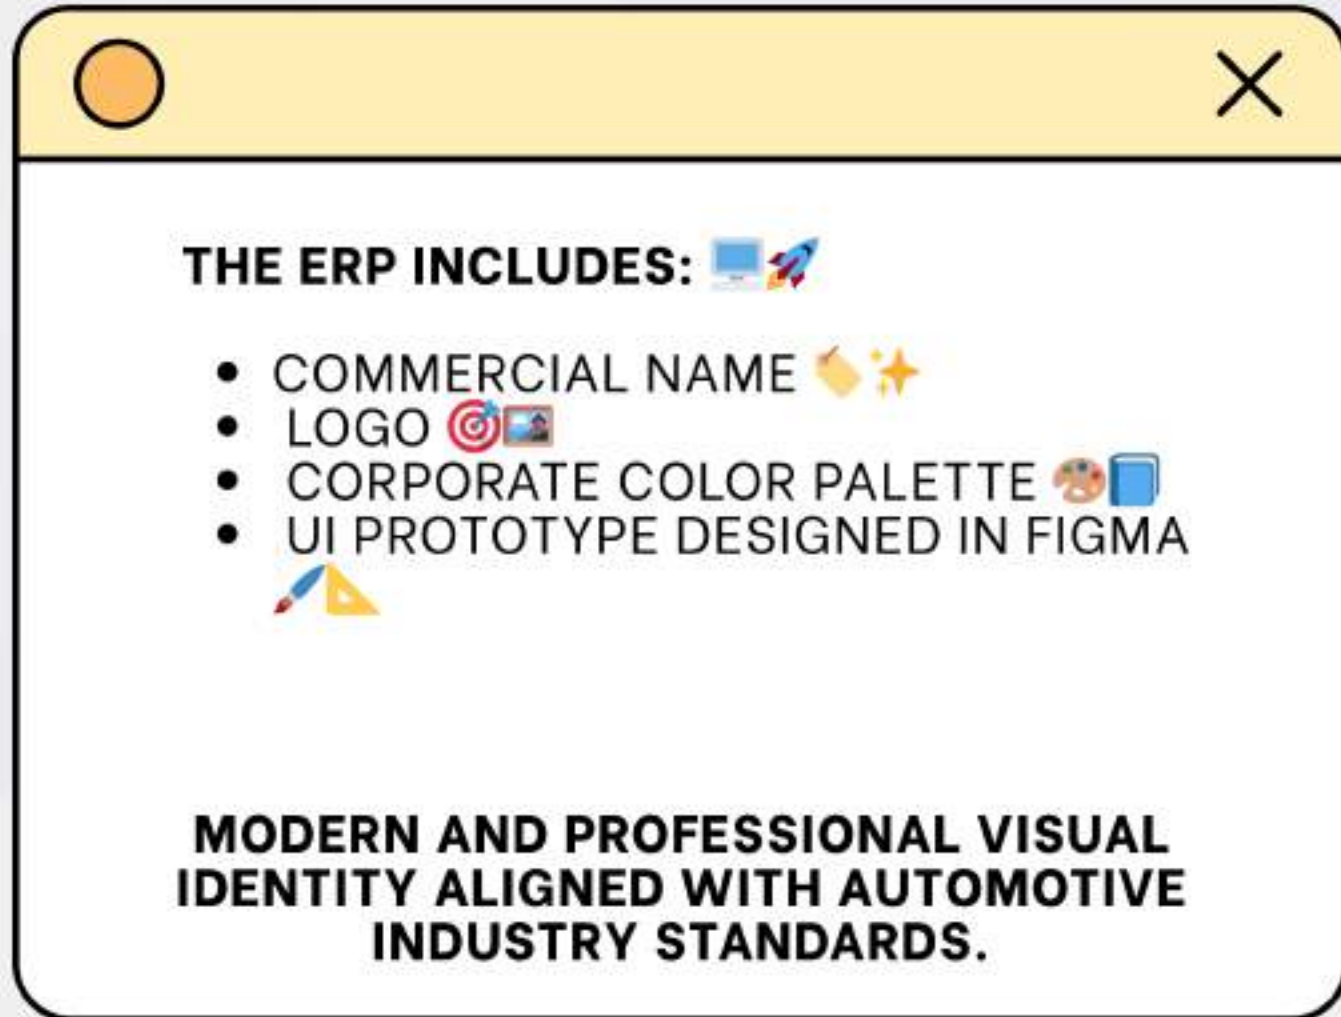 THE ERP INCLUDES: 🖥️🚀
• COMMERCIAL NAME 🏷️✨
• LOGO 🎯🖼️
• CORPORATE COLOR PALETTE 🎨📘
• UI PROTOTYPE DESIGNED IN FIGMA
🖌️📐
MODERN AND PROFESSIONAL VISUAL
IDENTITY ALIGNED WITH AUTOMOTIVE
INDUSTRY STANDARDS.